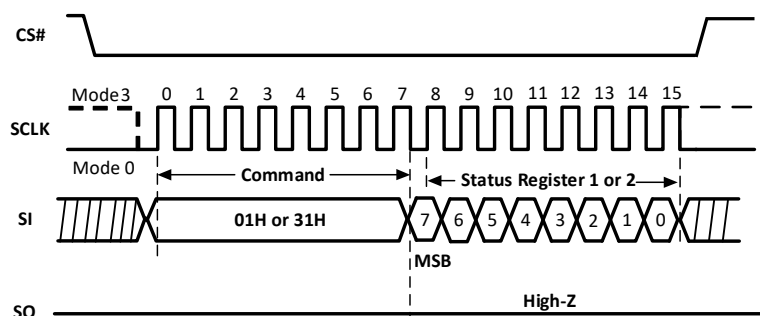 CS#
0 1 2 3 4 5 6 7 8 9 10 11 12 13 14 15
Mode3
SCLK
Mode 0
Command
Status Register 1 or 2
SI
01H or 31H
7 6 5 4 3 2 1 0
MSB
High-Z
SO